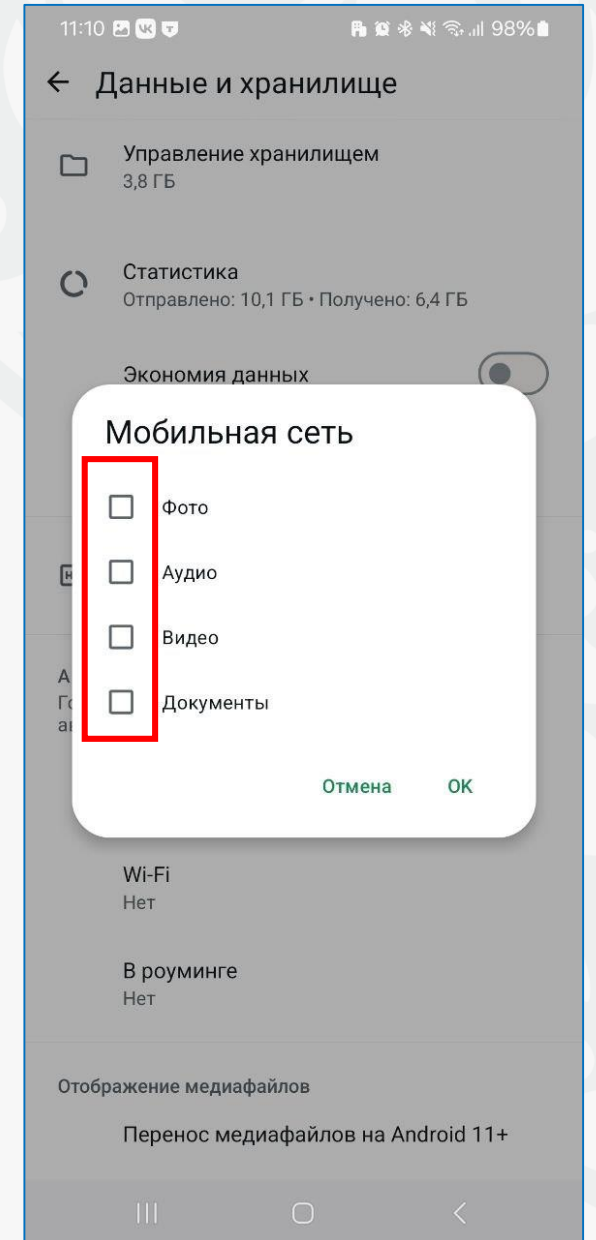 11:10 98%
Данные и хранилище
Управление хранилищем
3,8 ГБ
Статистика
Отправлено: 10,1 ГБ • Получено: 6,4 ГБ
Экономия данных
Мобильная сеть
Фото
Аудио
Видео
Документы
Отмена OK
Wi-Fi
Нет
В роуминге
Нет
Отображение медиафайлов
Перенос медиафайлов на Android 11+